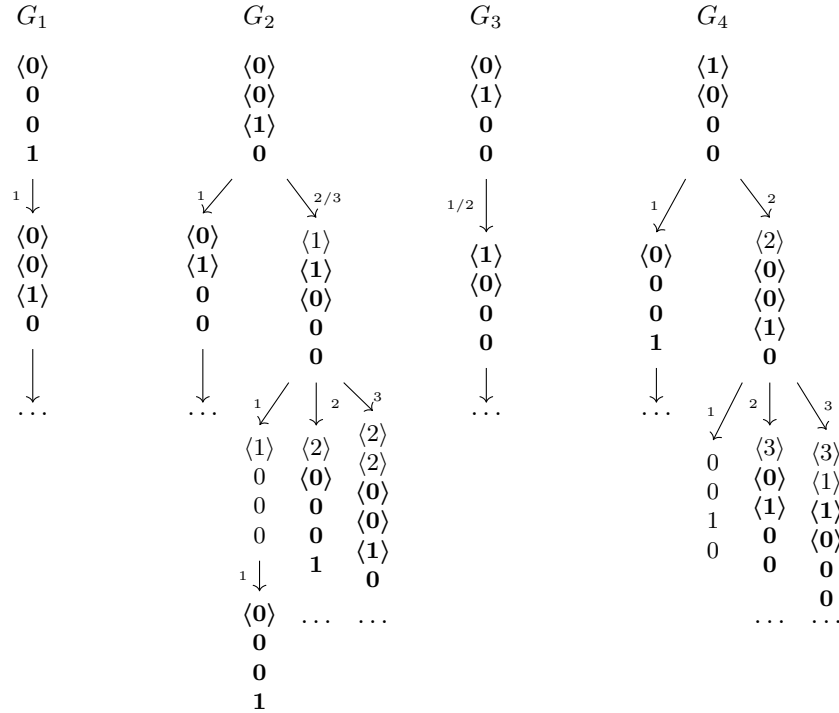 G₁ G₂ G₃ G₄
⟨0⟩ ⟨0⟩ ⟨0⟩ ⟨1⟩
0 ⟨0⟩ ⟨1⟩ ⟨0⟩
0 ⟨1⟩ 0 0
1 0 0 0
1 1 2/3 1/2 1 2
⟨0⟩ ⟨0⟩ ⟨1⟩ ⟨1⟩ ⟨0⟩ ⟨2⟩
⟨0⟩ ⟨1⟩ ⟨1⟩ ⟨0⟩ 0 ⟨0⟩
⟨1⟩ 0 ⟨0⟩ 0 0 ⟨0⟩
0 0 0 0 1 ⟨1⟩
0 0
1 2 3 1 2 3
... ... ... ...
⟨1⟩ ⟨2⟩ ⟨2⟩ 0 ⟨3⟩ ⟨3⟩
0 ⟨0⟩ ⟨2⟩ 0 ⟨0⟩ ⟨1⟩
0 0 ⟨0⟩ 1 ⟨1⟩ ⟨1⟩
0 0 ⟨0⟩ 0 0 ⟨0⟩
1 ⟨1⟩ 0 0
0 0
1
⟨0⟩ ... ... ... ...
0
0
1